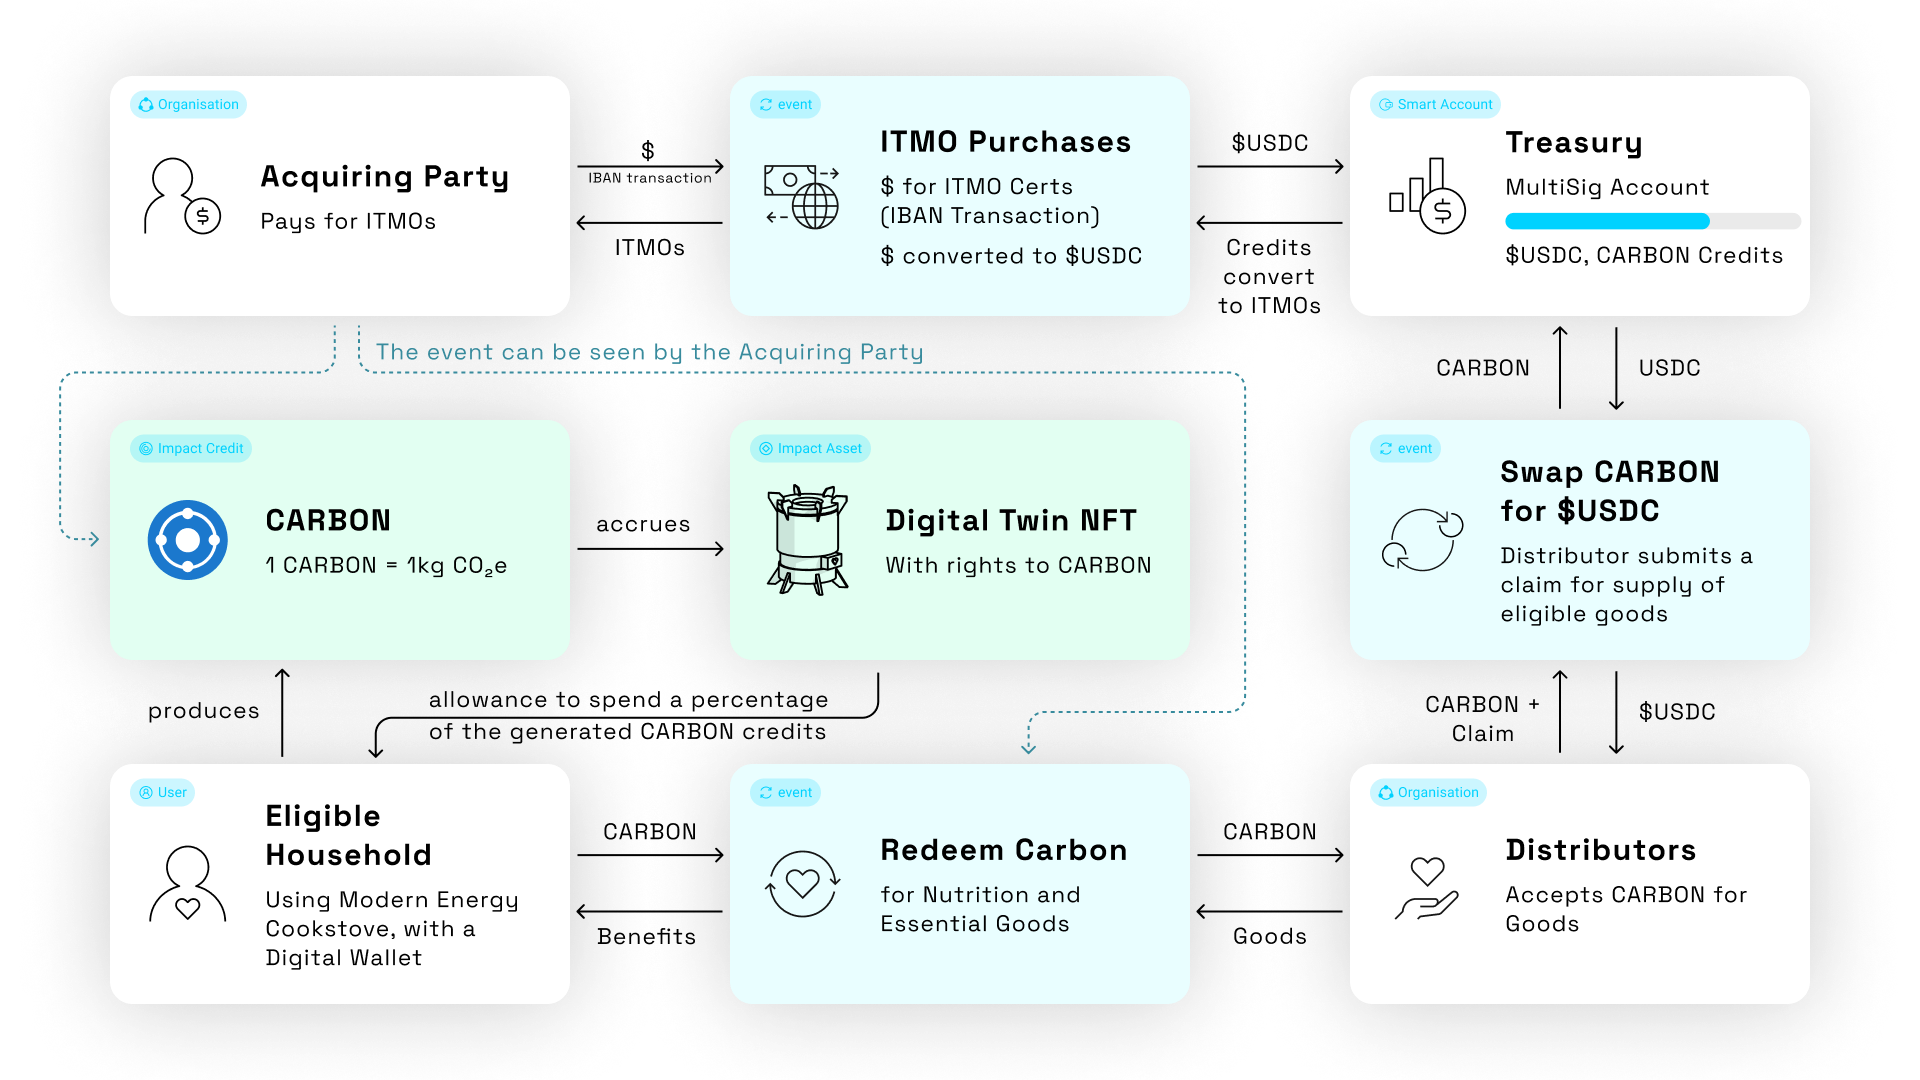 Organisation
Acquiring Party
Pays for ITMOs
$
IBAN transaction
ITMOs
event
ITMO Purchases
$ for ITMO Certs
(IBAN Transaction)
$ converted to $USDC
$USDC
Credits
convert
to ITMOs
Smart Account
Treasury
MultiSig Account
$USDC, CARBON Credits
The event can be seen by the Acquiring Party
CARBON
USDC
Impact Credit
CARBON
1 CARBON = 1kg CO₂e
accrues
Impact Asset
Digital Twin NFT
With rights to CARBON
event
Swap CARBON
for $USDC
Distributor submits a
claim for supply of
eligible goods
produces
allowance to spend a percentage
of the generated CARBON credits
CARBON +
Claim
$USDC
User
Eligible
Household
Using Modern Energy
Cookstove, with a
Digital Wallet
CARBON
Benefits
event
Redeem Carbon
for Nutrition and
Essential Goods
CARBON
Goods
Organisation
Distributors
Accepts CARBON for
Goods